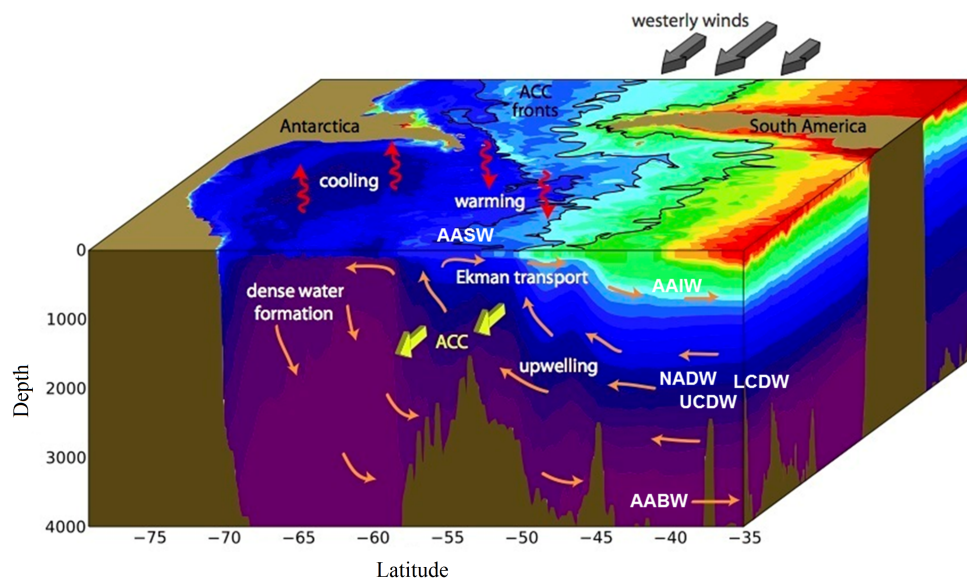 westerly winds
ACC
fronts
Antarctica
South America
cooling
warming
AASW
0
Ekman transport
dense water
formation
AAIW
1000
ACC
upwelling
NADW LCDW
2000
UCDW
Depth
3000
AABW
4000
−75 −70 −65 −60 −55 −50 −45 −40 −35
Latitude